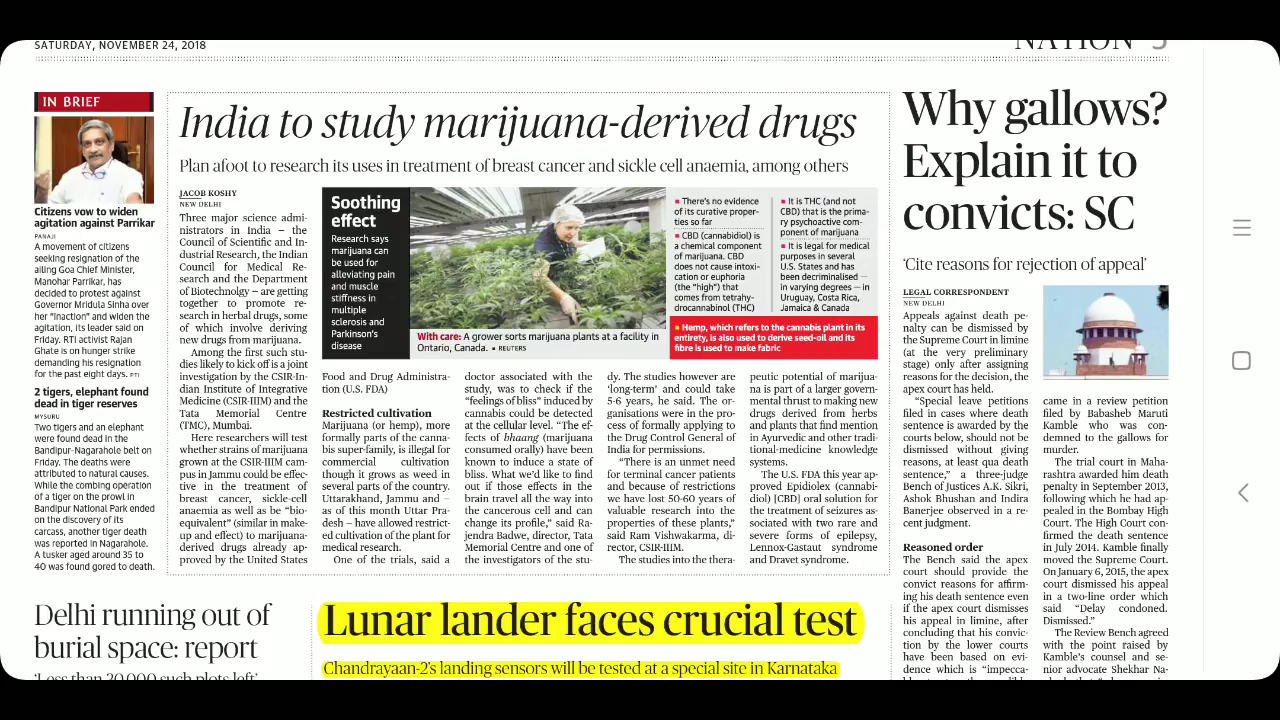 SATURDAY, NOVEMBER 24, 2018
NATION 5
IN BRIEF
Citizens vow to widen
agitation against Parrikar
PANAJI
A movement of citizens
seeking resignation of the
ailing Goa Chief Minister,
Manohar Parrikar, has
decided to protest against
Governor Mridula Sinha over
her "inaction" and widen the
agitation, its leader said on
Friday. RTI activist Rajan
Ghate is on hunger strike
demanding his resignation
for the past eight days. PTI
2 tigers, elephant found
dead in tiger reserves
MYSURU
Two tigers and an elephant
were found dead in the
Bandipur-Nagarahole belt on
Friday. The deaths were
attributed to natural causes.
While the combing operation
of a tiger on the prowl in
Bandipur National Park ended
on the discovery of its
carcass, another tiger death
was reported in Nagarahole.
A tusker aged around 35 to
40 was found gored to death.
India to study marijuana-derived drugs
Plan afoot to research its uses in treatment of breast cancer and sickle cell anaemia, among others
JACOB KOSHY
NEW DELHI
Three major science admi-
nistrators in India — the
Council of Scientific and In-
dustrial Research, the Indian
Council for Medical Re-
search and the Department
of Biotechnolgy — are getting
together to promote re-
search in herbal drugs, some
of which involve deriving
new drugs from marijuana.
Among the first such stu-
dies likely to kick off is a joint
investigation by the CSIR-In-
dian Institute of Integrative
Medicine (CSIR-IIIM) and the
Tata Memorial Centre
(TMC), Mumbai.
Here researchers will test
whether strains of marijuana
grown at the CSIR-IIIM cam-
pus in Jammu could be effec-
tive in the treatment of
breast cancer, sickle-cell
anaemia as well as be "bio-
equivalent" (similar in make-
up and effect) to marijuana-
derived drugs already ap-
proved by the United States
Soothing
effect
Research says
marijuana can
be used for
alleviating pain
and muscle
stiffness in
multiple
sclerosis and
Parkinson's
disease
With care: A grower sorts marijuana plants at a facility in
Ontario, Canada. ▪ REUTERS
■ There's no evidence
of its curative proper-
ties so far
■ CBD (cannabidiol) is
a chemical component
of marijuana. CBD
does not cause intoxi-
cation or euphoria
(the "high") that
comes from tetrahy-
drocannabinol (THC)
■ It is THC (and not
CBD) that is the prima-
ry psychoactive com-
ponent of marijuana
■ It is legal for medical
purposes in several
U.S. States and has
been decriminalised —
in varying degrees — in
Uruguay, Costa Rica,
Jamaica & Canada
■ Hemp, which refers to the cannabis plant in its
entirety, is also used to derive seed-oil and its
fibre is used to make fabric
Food and Drug Administra-
tion (U.S. FDA)
Restricted cultivation
Marijuana (or hemp), more
formally parts of the canna-
bis super-family, is illegal for
commercial cultivation
though it grows as weed in
several parts of the country.
Uttarakhand, Jammu and —
as of this month Uttar Pra-
desh — have allowed restrict-
ed cultivation of the plant for
medical research.
One of the trials, said a
doctor associated with the
study, was to check if the
"feelings of bliss" induced by
cannabis could be detected
at the cellular level. "The ef-
fects of bhaang (marijuana
consumed orally) have been
known to induce a state of
bliss. What we'd like to find
out if those effects in the
brain travel all the way into
the cancerous cell and can
change its profile," said Ra-
jendra Badwe, director, Tata
Memorial Centre and one of
the investigators of the stu-
dy. The studies however are
'long-term' and could take
5-6 years, he said. The or-
ganisations were in the pro-
cess of formally applying to
the Drug Control General of
India for permissions.
"There is an unmet need
for terminal cancer patients
and because of restrictions
we have lost 50-60 years of
valuable research into the
properties of these plants,"
said Ram Vishwakarma, di-
rector, CSIR-IIIM.
The studies into the thera-
peutic potential of marijua-
na is part of a larger govern-
mental thrust to making new
drugs derived from herbs
and plants that find mention
in Ayurvedic and other tradi-
tional-medicine knowledge
systems.
The U.S. FDA this year ap-
proved Epidiolex (cannabi-
diol) [CBD] oral solution for
the treatment of seizures as-
sociated with two rare and
severe forms of epilepsy,
Lennox-Gastaut syndrome
and Dravet syndrome.
Why gallows?
Explain it to
convicts: SC
'Cite reasons for rejection of appeal'
LEGAL CORRESPONDENT
NEW DELHI
Appeals against death pe-
nalty can be dismissed by
the Supreme Court in limine
(at the very preliminary
stage) only after assigning
reasons for the decision, the
apex court has held.
"Special leave petitions
filed in cases where death
sentence is awarded by the
courts below, should not be
dismissed without giving
reasons, at least qua death
sentence," a three-judge
Bench of Justices A.K. Sikri,
Ashok Bhushan and Indira
Banerjee observed in a re-
cent judgment.
Reasoned order
The Bench said the apex
court should provide the
convict reasons for affirm-
ing his death sentence even
if the apex court dismisses
his appeal in limine, after
concluding that his convic-
tion by the lower courts
have been based on evi-
dence which is "impecca-
came in a review petition
filed by Babasheb Maruti
Kamble who was con-
demned to the gallows for
murder.
The trial court in Maha-
rashtra awarded him death
penalty in September 2013,
following which he had ap-
pealed in the Bombay High
Court. The High Court con-
firmed the death sentence
in July 2014. Kamble finally
moved the Supreme Court.
On January 6, 2015, the apex
court dismissed his appeal
in a two-line order which
said "Delay condoned.
Dismissed."
The Review Bench agreed
with the point raised by
Kamble's counsel and se-
nior advocate Shekhar Na-
Delhi running out of
burial space: report
'Less than 20,000 such plots left'
Lunar lander faces crucial test
Chandrayaan-2's landing sensors will be tested at a special site in Karnataka